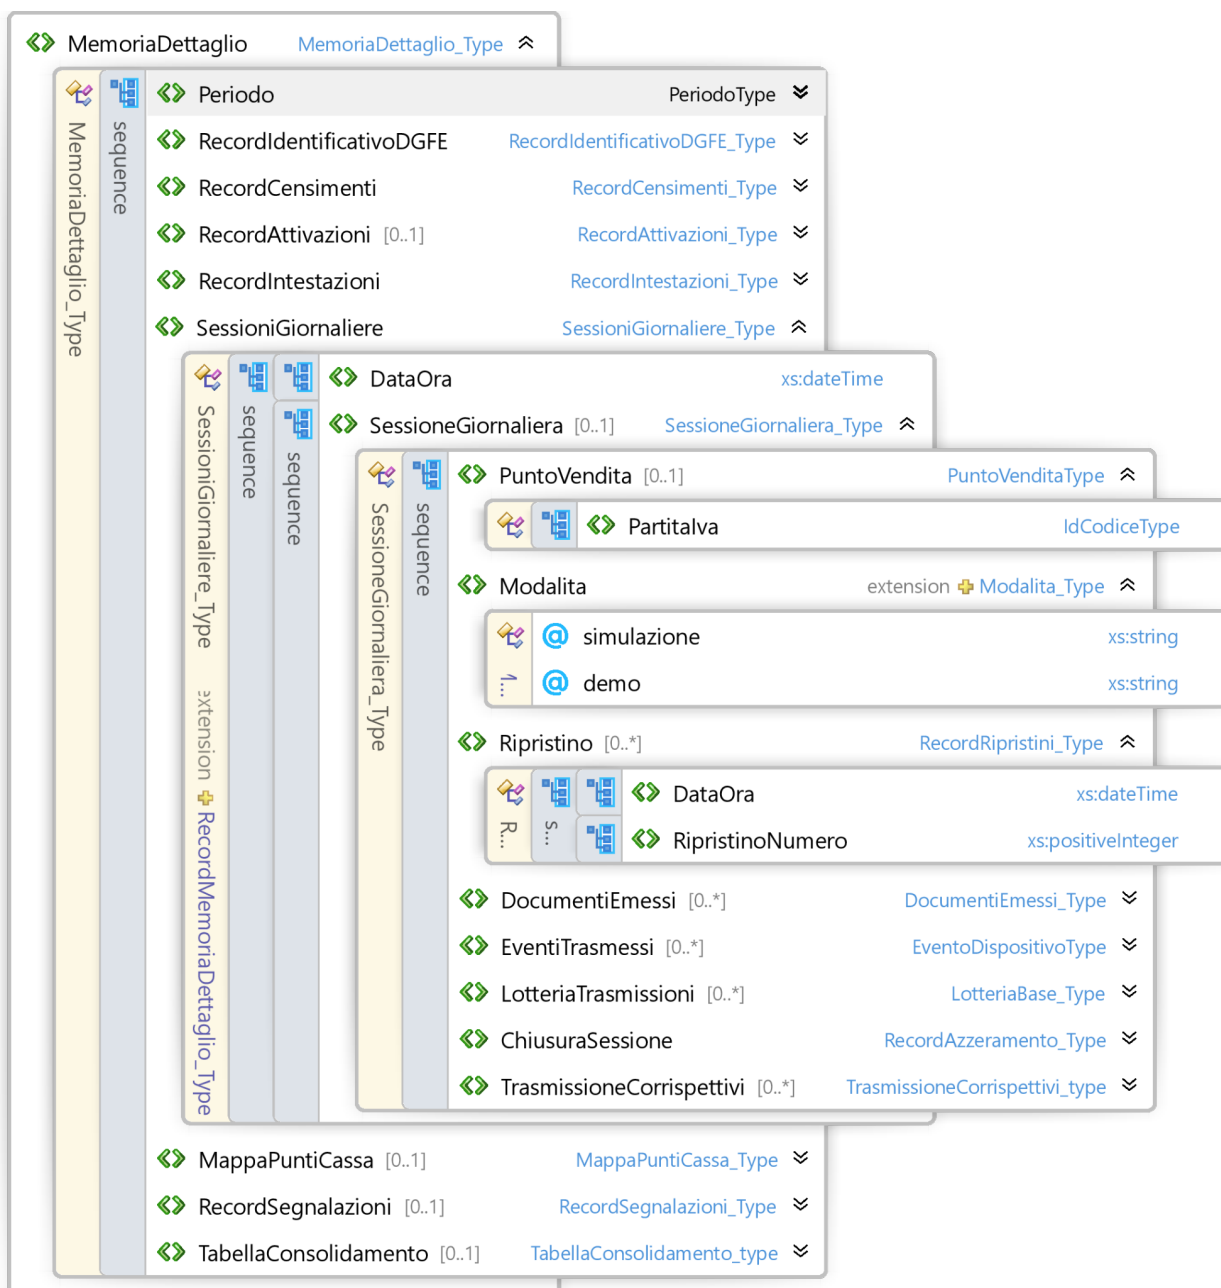 MemoriaDettaglio MemoriaDettaglio_Type
MemoriaDettaglio_Type
sequence
Periodo PeriodoType
RecordIdentificativoDGFE RecordIdentificativoDGFE_Type
RecordCensimenti RecordCensimenti_Type
RecordAttivazioni [0..1] RecordAttivazioni_Type
RecordIntestazioni RecordIntestazioni_Type
SessioniGiornaliere SessioniGiornaliere_Type
SessioniGiornaliere_Type extension RecordMemoriaDettaglio_Type
sequence
sequence
DataOra xs:dateTime
SessioneGiornaliera [0..1] SessioneGiornaliera_Type
SessioneGiornaliera_Type
sequence
PuntoVendita [0..1] PuntoVenditaType
PartitaIva IdCodiceType
Modalita extension Modalita_Type
1...
@ simulazione xs:string
@ demo xs:string
Ripristino [0..*] RecordRipristini_Type
R...
s...
DataOra xs:dateTime
RipristinoNumero xs:positiveInteger
DocumentiEmessi [0..*] DocumentiEmessi_Type
EventiTrasmessi [0..*] EventoDispositivoType
LotteriaTrasmissioni [0..*] LotteriaBase_Type
ChiusuraSessione RecordAzzeramento_Type
TrasmissioneCorrispettivi [0..*] TrasmissioneCorrispettivi_type
MappaPuntiCassa [0..1] MappaPuntiCassa_Type
RecordSegnalazioni [0..1] RecordSegnalazioni_Type
TabellaConsolidamento [0..1] TabellaConsolidamento_type